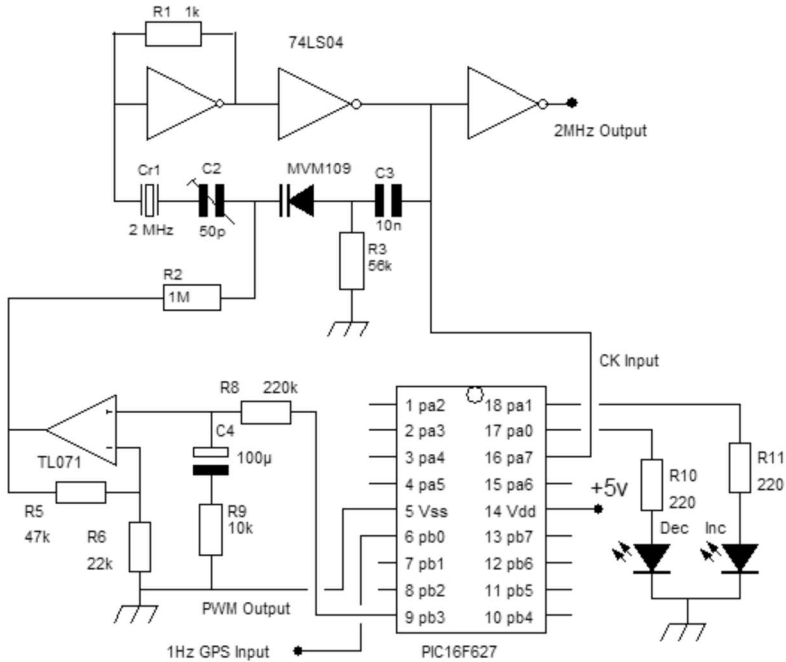 R1 1k
74LS04
2MHz Output
Cr1
C2
MVM109
C3
2 MHz
50p
10n
R3
56k
R2
1M
CK Input
R8 220k
1 pa2
18 pa1
2 pa3
17 pa0
C4
3 pa4
16 pa7
R11
TL071
100µ
4 pa5
15 pa6
R10
220
+5v
220
R5
R9
5 Vss
14 Vdd
47k
R6
10k
6 pb0
13 pb7
Dec
Inc
22k
7 pb1
12 pb6
8 pb2
11 pb5
PWM Output
9 pb3
10 pb4
1Hz GPS Input
PIC16F627